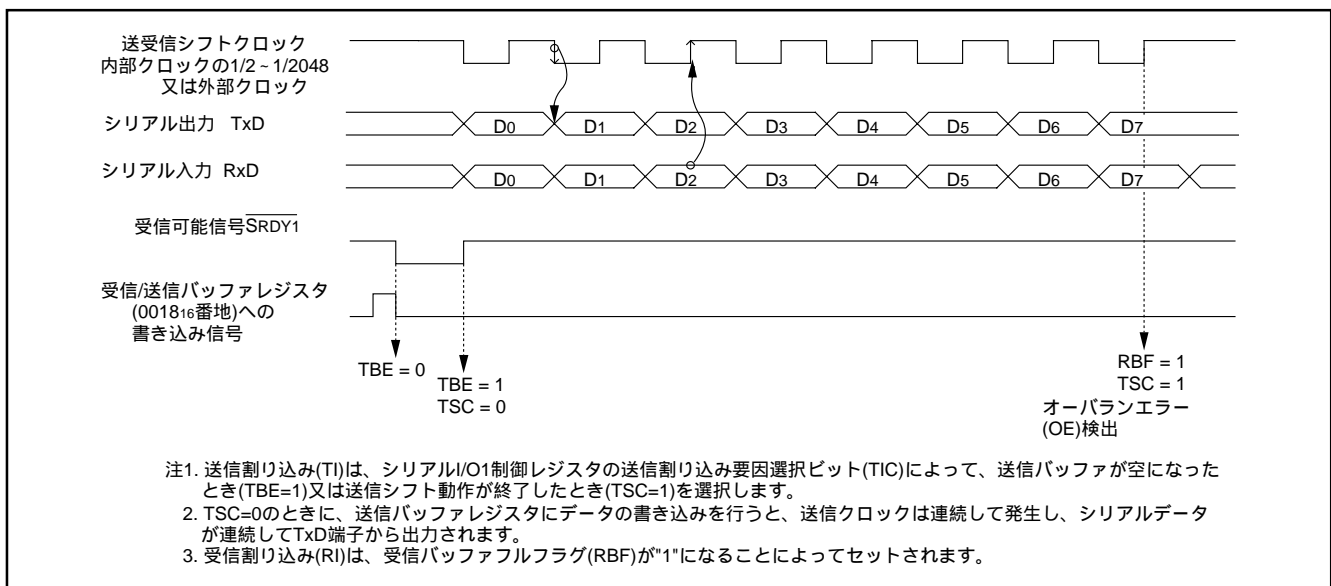 送受信シフトクロック
内部クロックの1/2~1/2048
又は外部クロック
シリアル出力 TxD
D0 D1 D2 D3 D4 D5 D6 D7
シリアル入力 RxD
D0 D1 D2 D3 D4 D5 D6 D7
受信可能信号SRDY1
受信/送信バッファレジスタ
(001816番地)への
書き込み信号
TBE = 0
TBE = 1
TSC = 0
RBF = 1
TSC = 1
オーバランエラー
(OE)検出
注1. 送信割り込み(TI)は、シリアルI/O1制御レジスタの送信割り込み要因選択ビット(TIC)によって、送信バッファが空になった
とき(TBE=1)又は送信シフト動作が終了したとき(TSC=1)を選択します。
2. TSC=0のときに、送信バッファレジスタにデータの書き込みを行うと、送信クロックは連続して発生し、シリアルデータ
が連続してTxD端子から出力されます。
3. 受信割り込み(RI)は、受信バッファフルフラグ(RBF)が"1"になることによってセットされます。